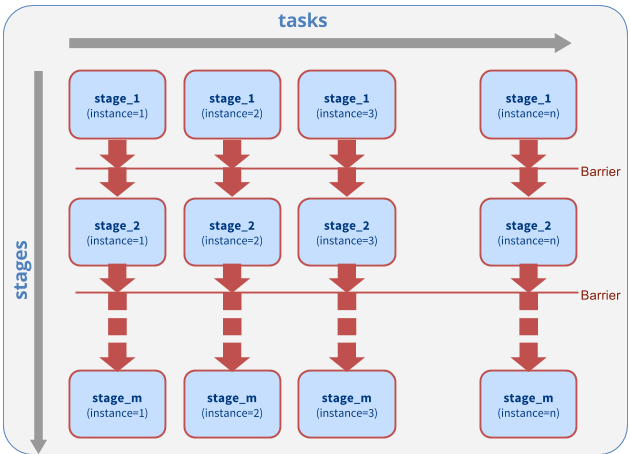 tasks
stages
stage_1
(instance=1)
stage_1
(instance=2)
stage_1
(instance=3)
stage_1
(instance=n)
Barrier
stage_2
(instance=1)
stage_2
(instance=2)
stage_2
(instance=3)
stage_2
(instance=n)
Barrier
stage_m
(instance=1)
stage_m
(instance=2)
stage_m
(instance=3)
stage_m
(instance=n)